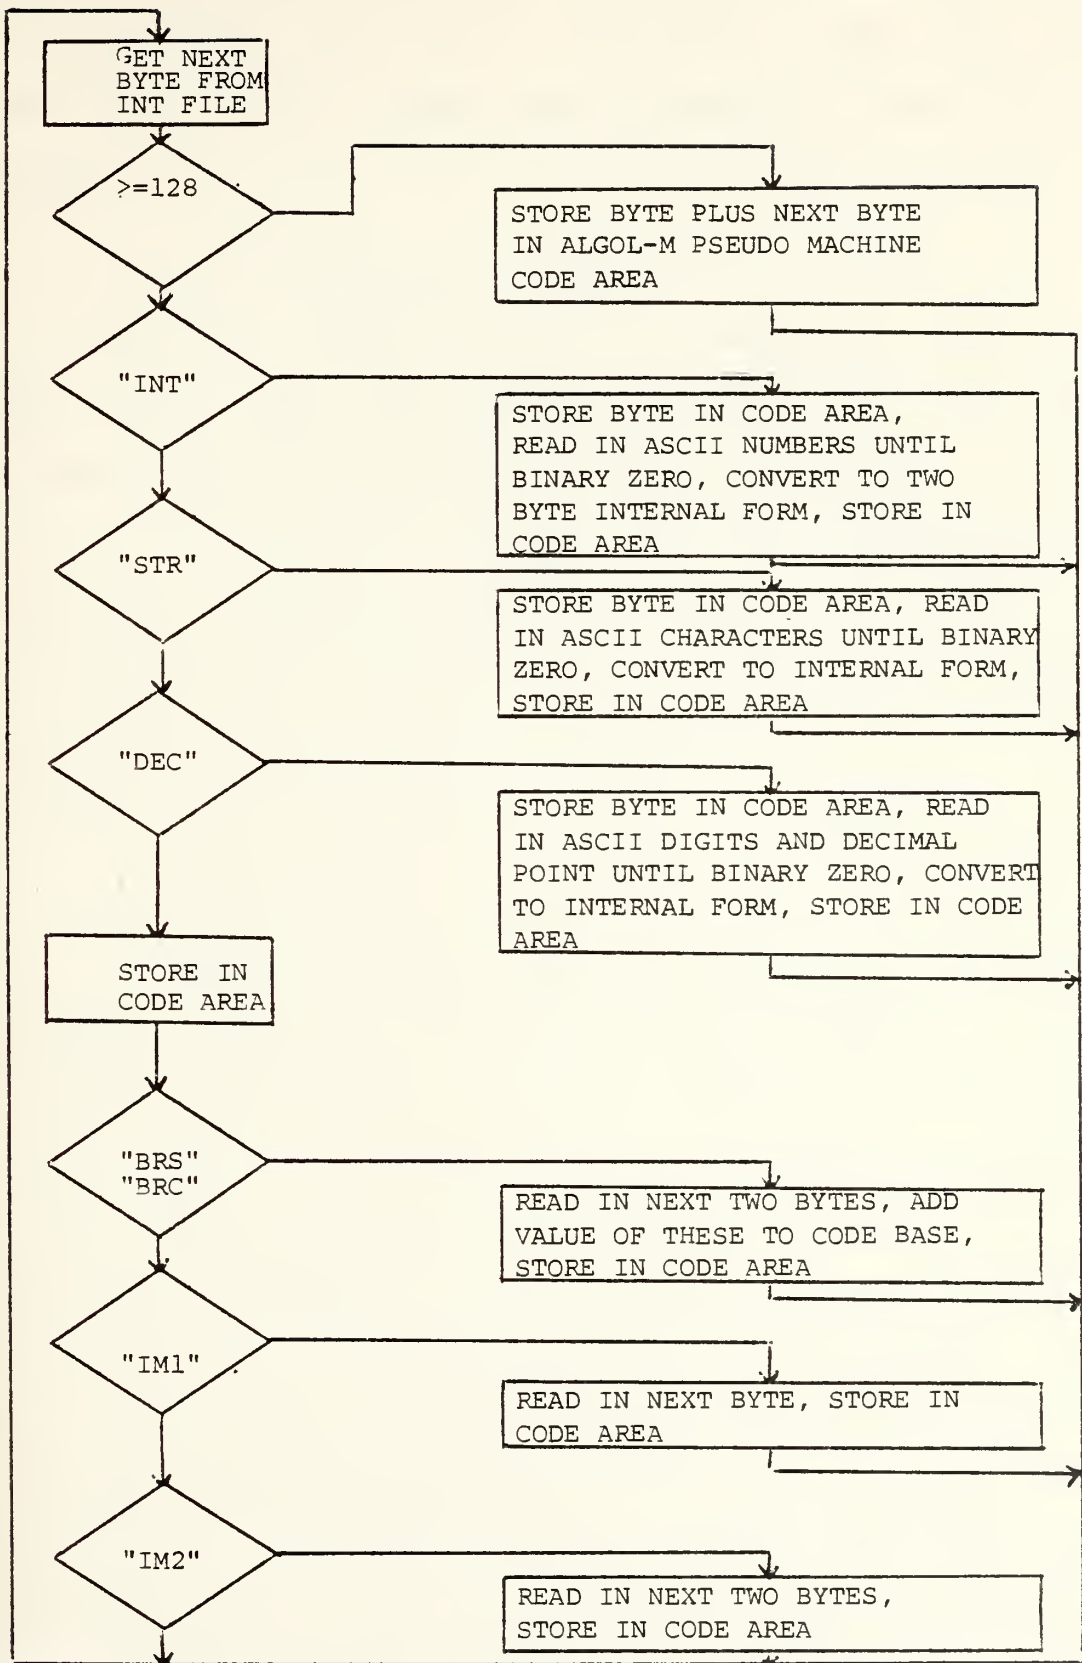 GET NEXT
BYTE FROM
INT FILE
>=128
STORE BYTE PLUS NEXT BYTE
IN ALGOL-M PSEUDO MACHINE
CODE AREA
"INT"
STORE BYTE IN CODE AREA,
READ IN ASCII NUMBERS UNTIL
BINARY ZERO, CONVERT TO TWO
BYTE INTERNAL FORM, STORE IN
CODE AREA
"STR"
STORE BYTE IN CODE AREA, READ
IN ASCII CHARACTERS UNTIL BINARY
ZERO, CONVERT TO INTERNAL FORM,
STORE IN CODE AREA
"DEC"
STORE BYTE IN CODE AREA, READ
IN ASCII DIGITS AND DECIMAL
POINT UNTIL BINARY ZERO, CONVERT
TO INTERNAL FORM, STORE IN CODE
AREA
STORE IN
CODE AREA
"BRS"
"BRC"
READ IN NEXT TWO BYTES, ADD
VALUE OF THESE TO CODE BASE,
STORE IN CODE AREA
"IM1"
READ IN NEXT BYTE, STORE IN
CODE AREA
"IM2"
READ IN NEXT TWO BYTES,
STORE IN CODE AREA